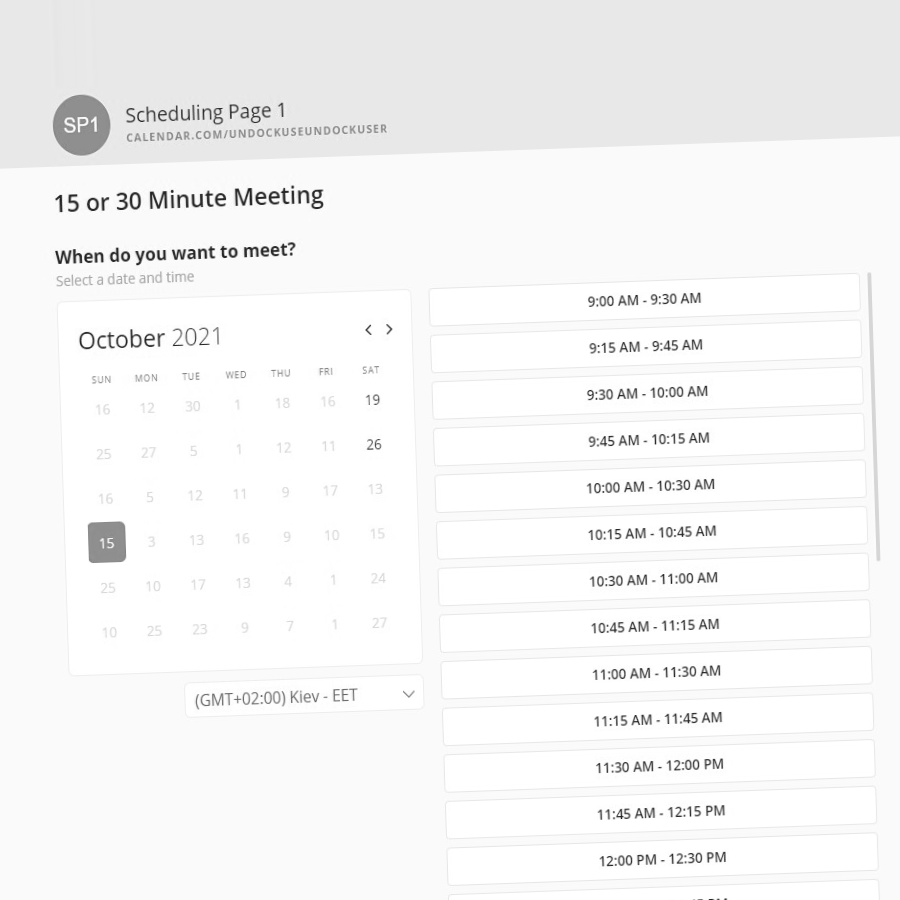 SP1
Scheduling Page 1
CALENDAR.COM/UNDOCKUSEUNDOCKUSER
15 or 30 Minute Meeting
When do you want to meet?
Select a date and time
October 2021
SUN MON TUE WED THU FRI SAT
16 12 30 1 18 16 19
25 27 5 1 12 11 26
16 5 12 11 9 17 13
15 3 13 16 9 10 15
25 10 17 13 4 1 24
10 25 23 9 7 1 27
(GMT+02:00) Kiev - EET
9:00 AM - 9:30 AM
9:15 AM - 9:45 AM
9:30 AM - 10:00 AM
9:45 AM - 10:15 AM
10:00 AM - 10:30 AM
10:15 AM - 10:45 AM
10:30 AM - 11:00 AM
10:45 AM - 11:15 AM
11:00 AM - 11:30 AM
11:15 AM - 11:45 AM
11:30 AM - 12:00 PM
11:45 AM - 12:15 PM
12:00 PM - 12:30 PM